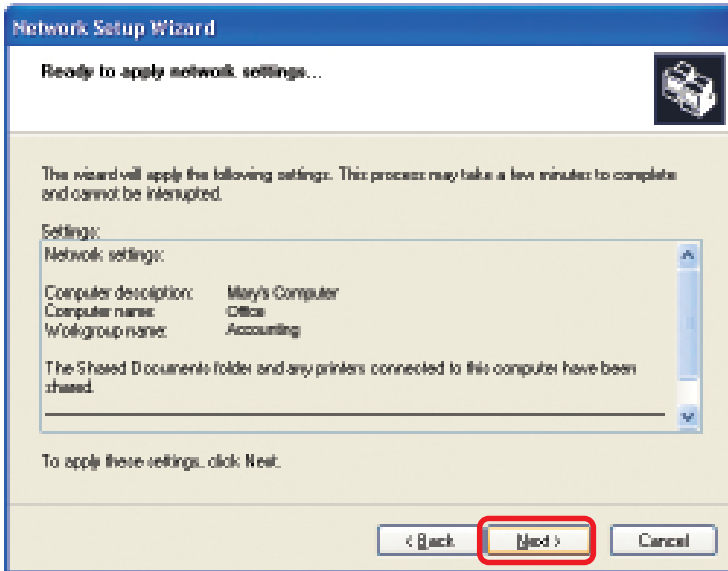 Network Setup Wizard
Ready to apply network settings...
The wizard will apply the following settings. This process may take a few minutes to complete
and cannot be interrupted.
Settings:
Network settings:
Computer description: Mary's Computer
Computer name: Office
Workgroup name: Accounting
The Shared Documents folder and any printers connected to this computer have been
shared.
To apply these settings, click Next.
< Back Next > Cancel